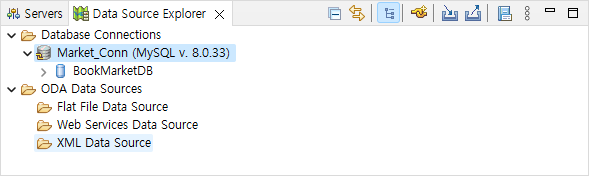 Servers Data Source Explorer
Database Connections
Market_Conn (MySQL v. 8.0.33)
BookMarketDB
ODA Data Sources
Flat File Data Source
Web Services Data Source
XML Data Source